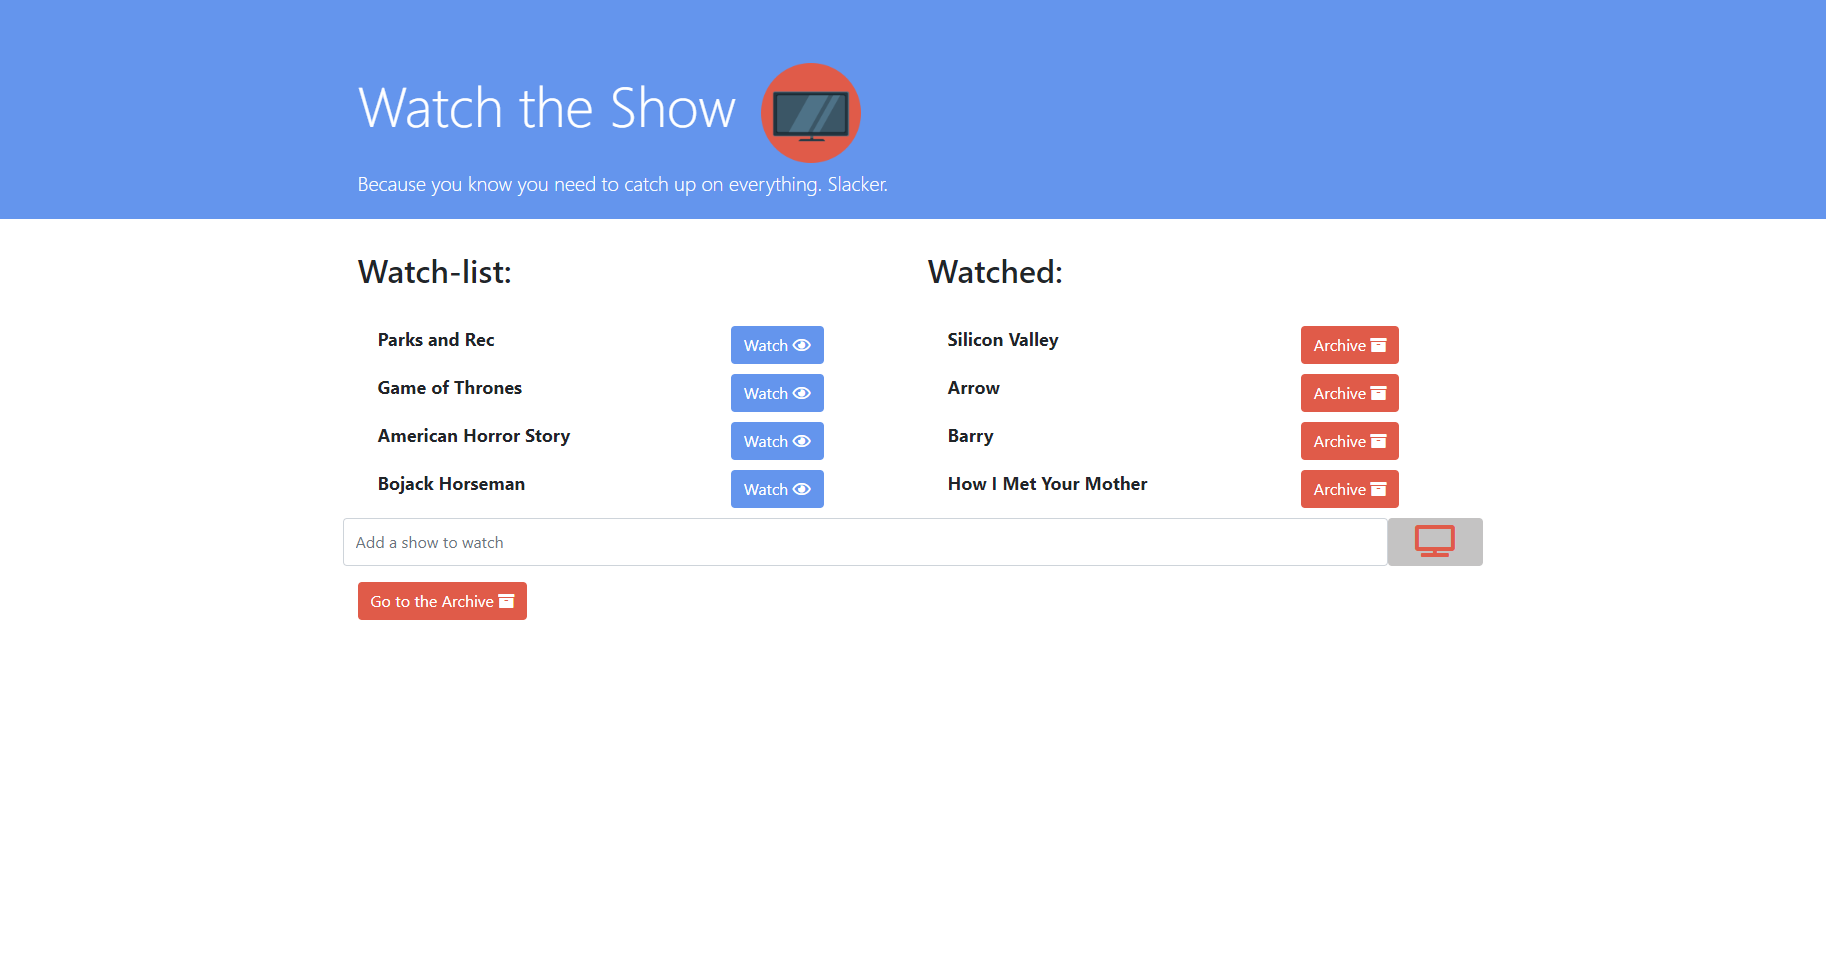 Watch the Show
Because you know you need to catch up on everything. Slacker.
Watch-list:
Parks and Rec Watch
Game of Thrones Watch
American Horror Story Watch
Bojack Horseman Watch
Watched:
Silicon Valley Archive
Arrow Archive
Barry Archive
How I Met Your Mother Archive
Add a show to watch
Go to the Archive